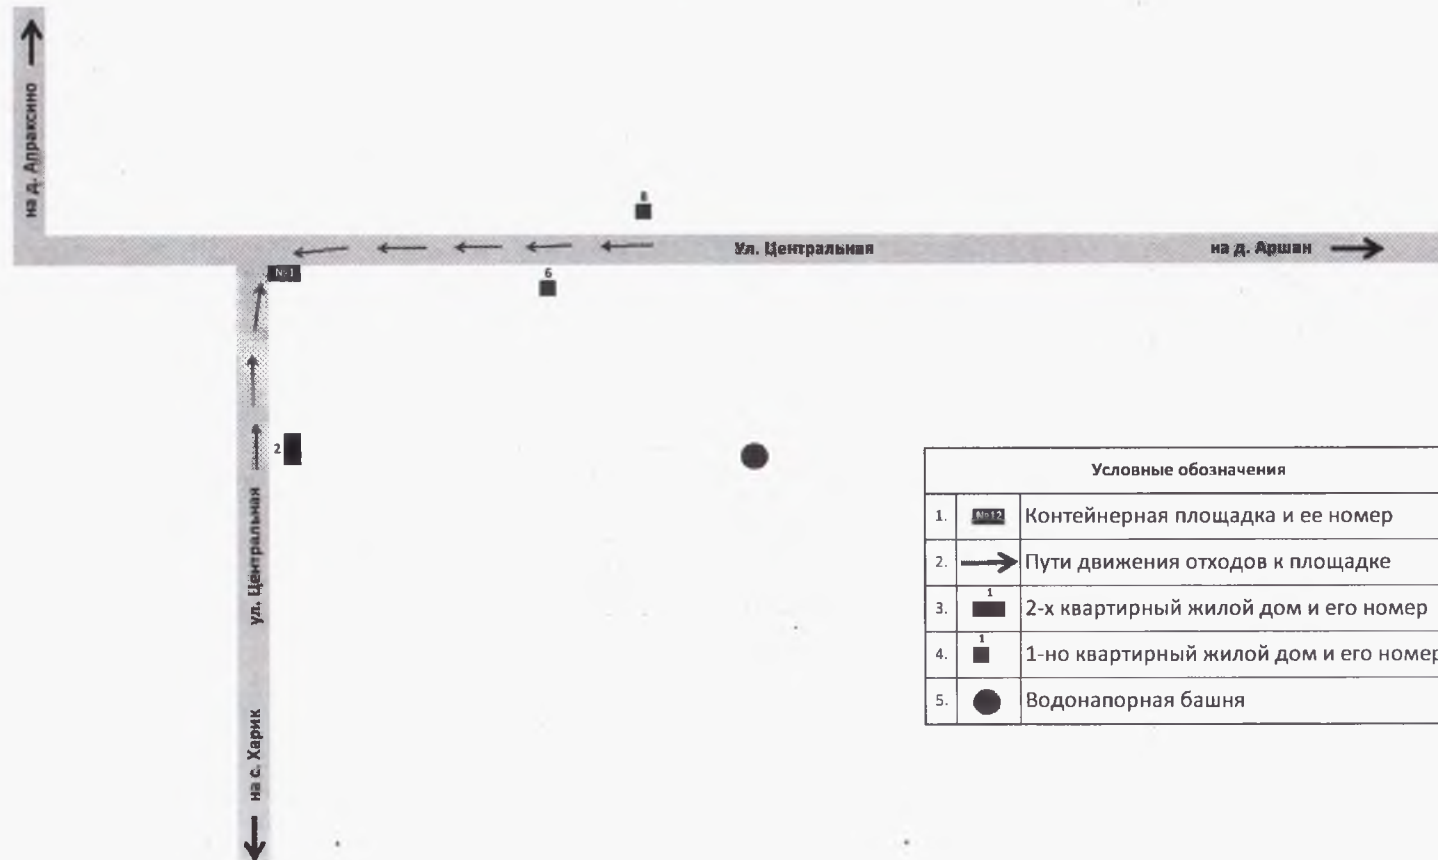 на д. Апраксино
8
Ул. Центральная
на д. Аршан
№1
6
2
ул. Центральная
на с. Харик
Условные обозначения
1. №12 Контейнерная площадка и ее номер
2. Пути движения отходов к площадке
3. 1 2-х квартирный жилой дом и его номер
4. 1 1-но квартирный жилой дом и его номер
5. Водонапорная башня